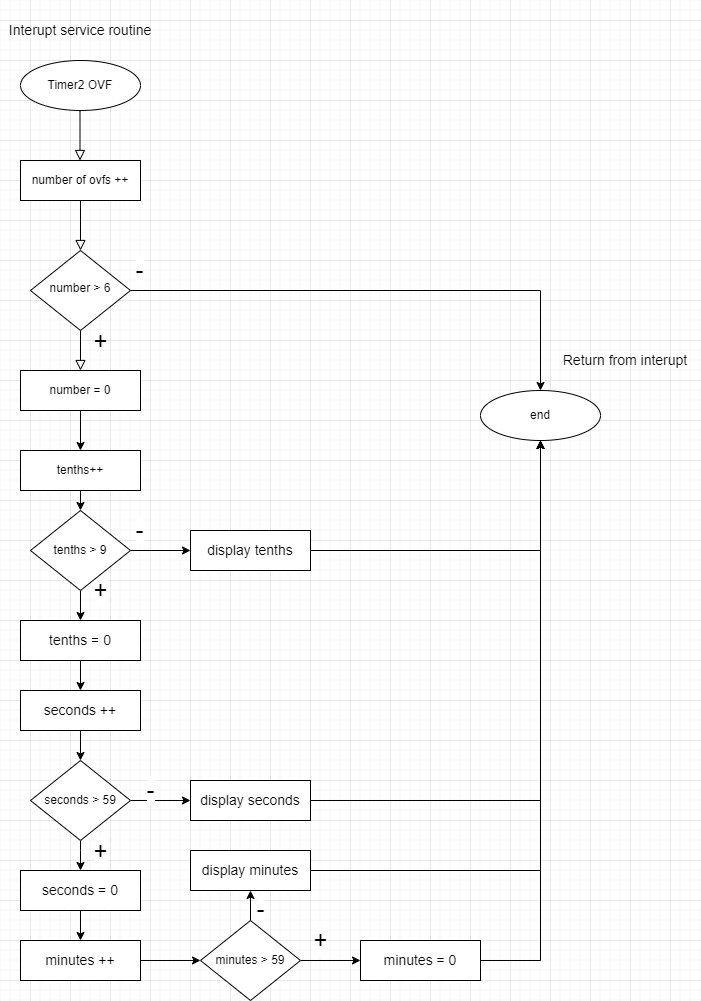 Interupt service routine
Timer2 OVF
number of ovfs ++
-
number > 6
+
Return from interupt
number = 0
end
tenths++
-
tenths > 9
display tenths
+
tenths = 0
seconds ++
-
seconds > 59
display seconds
+
display minutes
seconds = 0
-
+
minutes ++
minutes > 59
minutes = 0